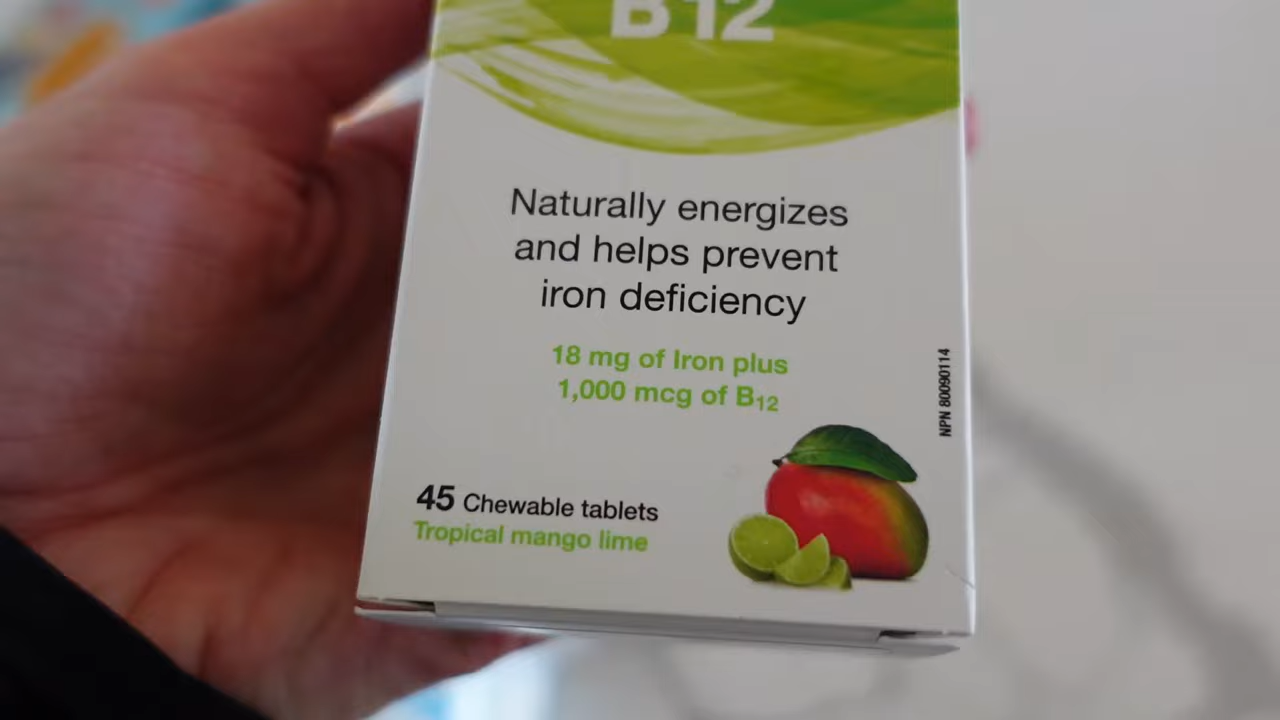 B12
Naturally energizes
and helps prevent
iron deficiency
18 mg of Iron plus
1,000 mcg of B12
NPN 80090114
45 Chewable tablets
Tropical mango lime